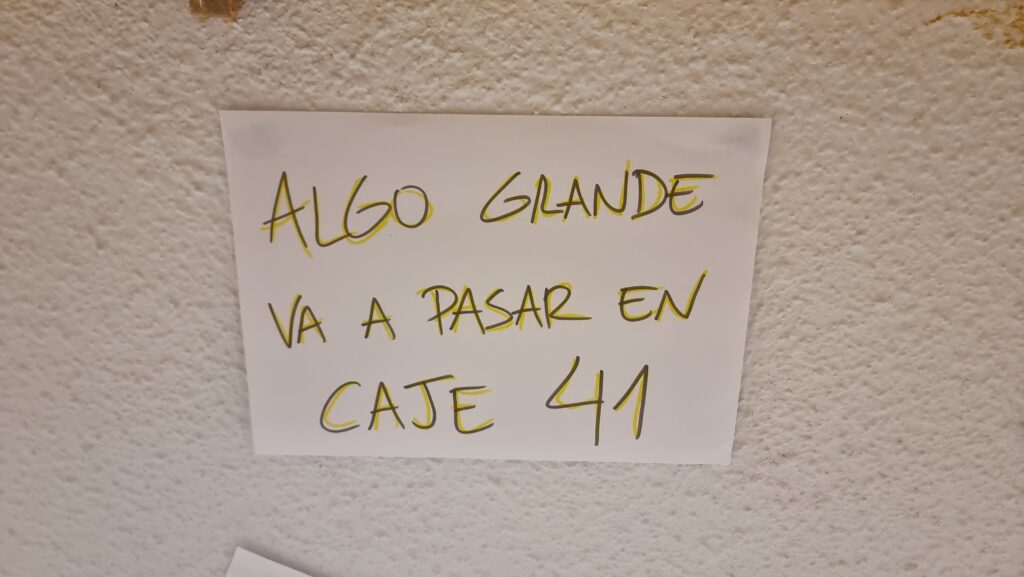 ALGO GRANDE
VA A PASAR EN
CAJE 41